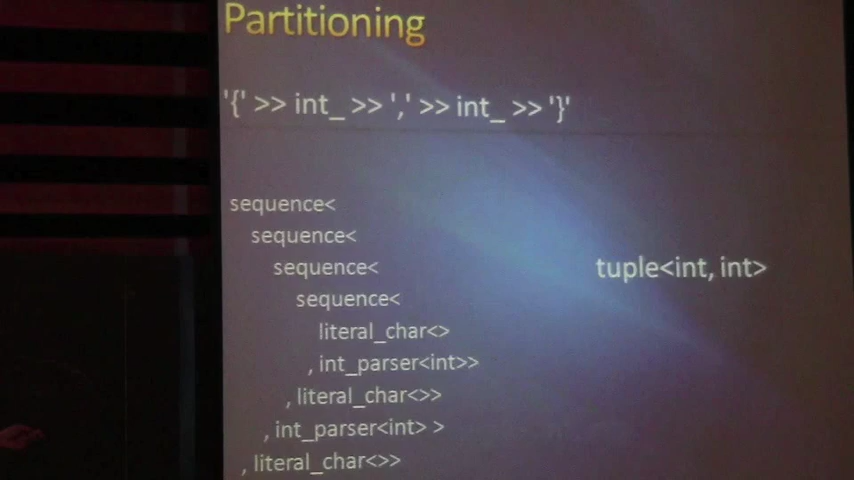 Partitioning
'{' >> int_ >> ',' >> int_ >> '}'
sequence<
sequence<
sequence<
tuple<int, int>
sequence<
literal_char<>
, int_parser<int>>
, literal_char<>>
, int_parser<int> >
, literal_char<>>